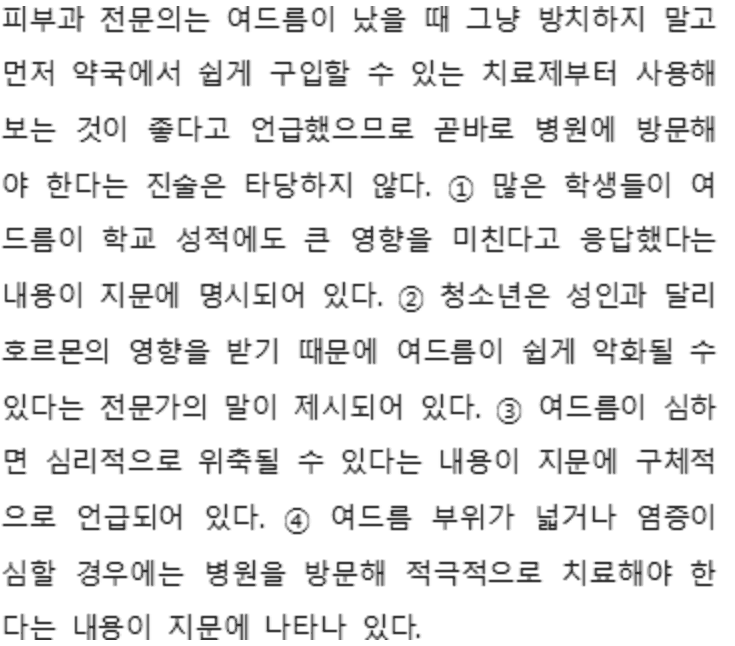 피부과 전문의는 여드름이 났을 때 그냥 방치하지 말고
먼저 약국에서 쉽게 구입할 수 있는 치료제부터 사용해
보는 것이 좋다고 언급했으므로 곧바로 병원에 방문해
야 한다는 진술은 타당하지 않다. ① 많은 학생들이 여
드름이 학교 성적에도 큰 영향을 미친다고 응답했다는
내용이 지문에 명시되어 있다. ② 청소년은 성인과 달리
호르몬의 영향을 받기 때문에 여드름이 쉽게 악화될 수
있다는 전문가의 말이 제시되어 있다. ③ 여드름이 심하
면 심리적으로 위축될 수 있다는 내용이 지문에 구체적
으로 언급되어 있다. ④ 여드름 부위가 넓거나 염증이
심할 경우에는 병원을 방문해 적극적으로 치료해야 한
다는 내용이 지문에 나타나 있다.